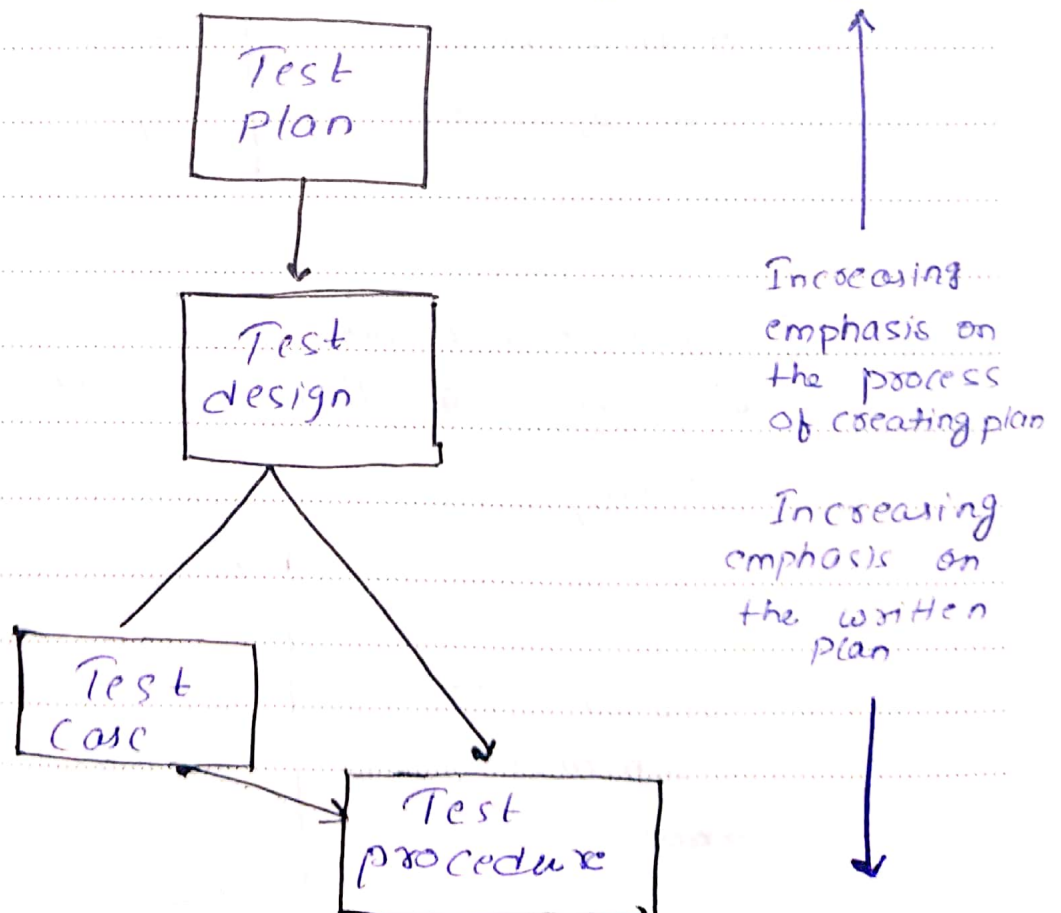 Test
plan
Test
design
Increasing
emphasis on
the process
of creating plan
Increasing
emphasis on
the written
Plan
Test
Case
Test
procedure